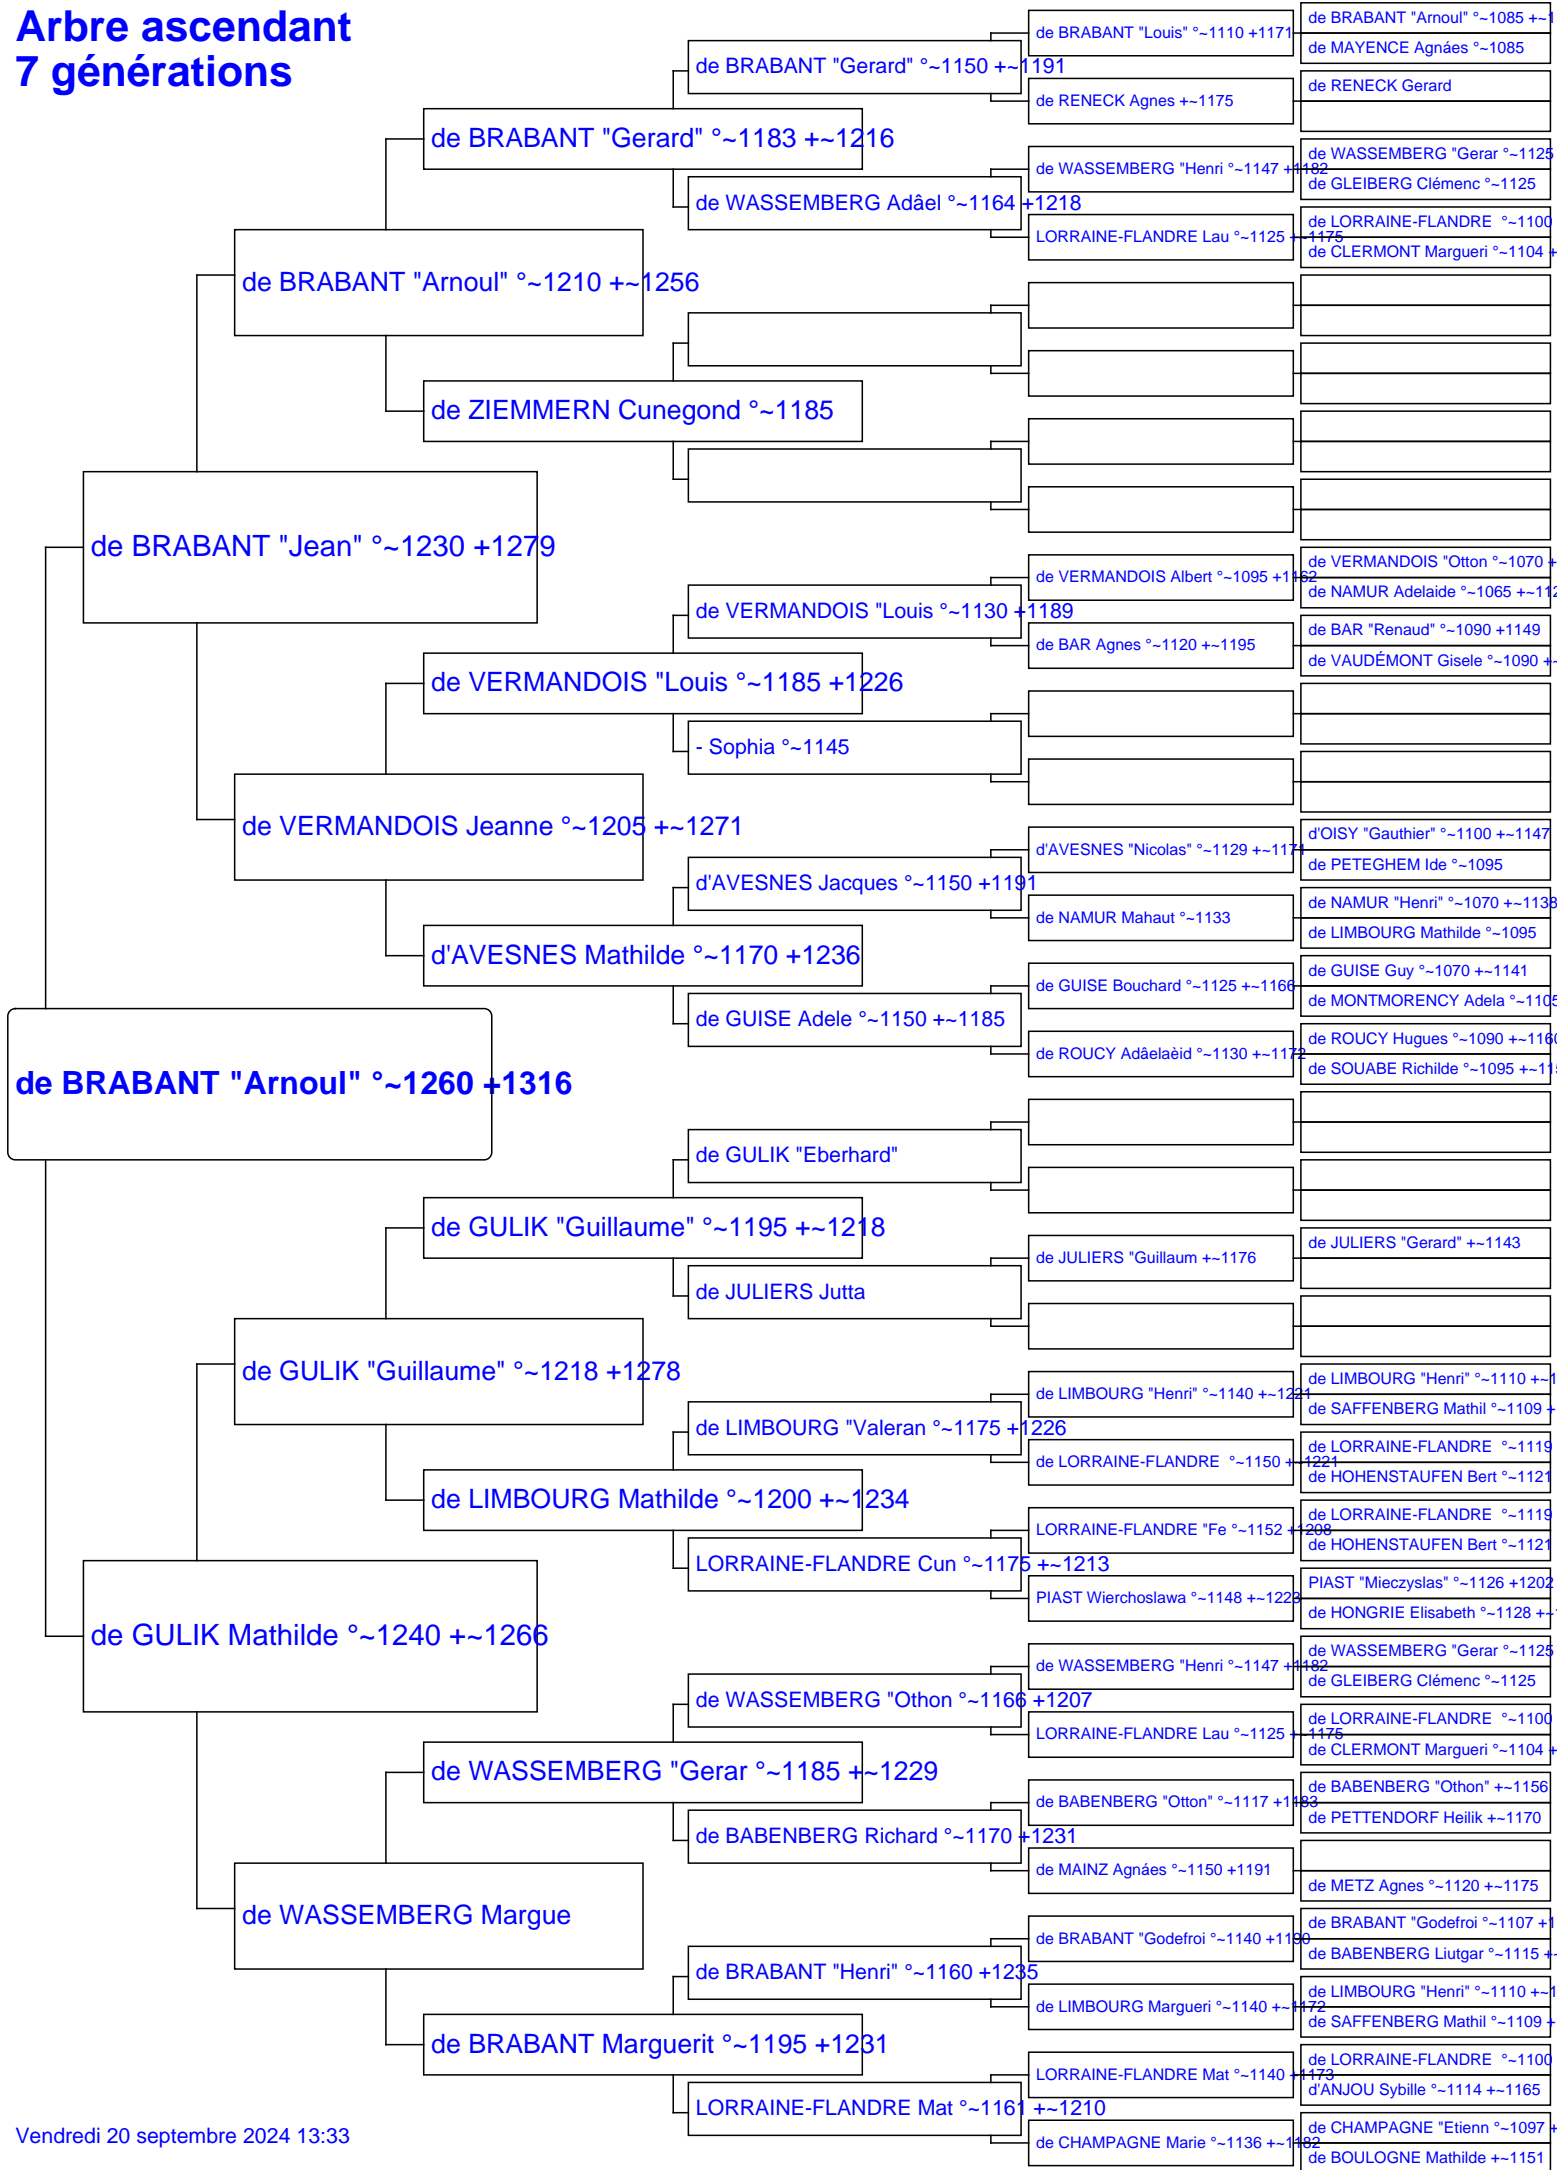 Arbre ascendant
7 générations
de BRABANT "Arnoul" °~1260 +1316
de BRABANT "Jean" °~1230 +1279
de GULIK Mathilde °~1240 +~1266
de BRABANT "Arnoul" °~1210 +~1256
de VERMANDOIS Jeanne °~1205 +~1271
de GULIK "Guillaume" °~1218 +1278
de WASSEMBERG Margue
de BRABANT "Gerard" °~1183 +~1216
de ZIEMMERN Cunegond °~1185
de VERMANDOIS "Louis °~1185 +1226
d'AVESNES Mathilde °~1170 +1236
de GULIK "Guillaume" °~1195 +~1218
de LIMBOURG Mathilde °~1200 +~1234
de WASSEMBERG "Gerar °~1185 +~1229
de BRABANT Marguerit °~1195 +1231
de BRABANT "Gerard" °~1150 +~1191
de WASSEMBERG Adâel °~1164 +1218
de VERMANDOIS "Louis °~1130 +1189
- Sophia °~1145
d'AVESNES Jacques °~1150 +1191
de GUISE Adele °~1150 +~1185
de GULIK "Eberhard"
de JULIERS Jutta
de LIMBOURG "Valeran °~1175 +1226
LORRAINE-FLANDRE Cun °~1175 +~1213
de WASSEMBERG "Othon °~1166 +1207
de BABENBERG Richard °~1170 +1231
de BRABANT "Henri" °~1160 +1235
LORRAINE-FLANDRE Mat °~1161 +~1210
de BRABANT "Louis" °~1110 +1171
de RENECK Agnes +~1175
de WASSEMBERG "Henri °~1147 +1182
LORRAINE-FLANDRE Lau °~1125 +~1175
de VERMANDOIS Albert °~1095 +1162
de BAR Agnes °~1120 +~1195
d'AVESNES "Nicolas" °~1129 +~1171
de NAMUR Mahaut °~1133
de GUISE Bouchard °~1125 +~1166
de ROUCY Adâelaèid °~1130 +~1172
de JULIERS "Guillaum +~1176
de LIMBOURG "Henri" °~1140 +~1221
de LORRAINE-FLANDRE °~1150 +~1221
LORRAINE-FLANDRE "Fe °~1152 +1208
PIAST Wierchoslawa °~1148 +~1223
de WASSEMBERG "Henri °~1147 +1182
LORRAINE-FLANDRE Lau °~1125 +~1175
de BABENBERG "Otton" °~1117 +1183
de MAINZ Agnáes °~1150 +1191
de BRABANT "Godefroi °~1140 +1190
de LIMBOURG Margueri °~1140 +~1172
LORRAINE-FLANDRE Mat °~1140 +1173
de CHAMPAGNE Marie °~1136 +~1182
de BRABANT "Arnoul" °~1085 +~1
de MAYENCE Agnáes °~1085
de RENECK Gerard
de WASSEMBERG "Gerar °~1125
de GLEIBERG Clémenc °~1125
de LORRAINE-FLANDRE °~1100
de CLERMONT Margueri °~1104 +
de VERMANDOIS "Otton °~1070 +
de NAMUR Adelaide °~1065 +~112
de BAR "Renaud" °~1090 +1149
de VAUDÉMONT Gisele °~1090 +~
d'OISY "Gauthier" °~1100 +~1147
de PETEGHEM Ide °~1095
de NAMUR "Henri" °~1070 +~1138
de LIMBOURG Mathilde °~1095
de GUISE Guy °~1070 +~1141
de MONTMORENCY Adela °~1105
de ROUCY Hugues °~1090 +~1160
de SOUABE Richilde °~1095 +~115
de JULIERS "Gerard" +~1143
de LIMBOURG "Henri" °~1110 +~1
de SAFFENBERG Mathil °~1109 +
de LORRAINE-FLANDRE °~1119
de HOHENSTAUFEN Bert °~1121
de LORRAINE-FLANDRE °~1119
de HOHENSTAUFEN Bert °~1121
PIAST "Mieczyslas" °~1126 +1202
de HONGRIE Elisabeth °~1128 +~
de WASSEMBERG "Gerar °~1125
de GLEIBERG Clémenc °~1125
de LORRAINE-FLANDRE °~1100
de CLERMONT Margueri °~1104 +
de BABENBERG "Othon" +~1156
de PETTENDORF Heilik +~1170
de METZ Agnes °~1120 +~1175
de BRABANT "Godefroi °~1107 +1
de BABENBERG Liutgar °~1115 +~
de LIMBOURG "Henri" °~1110 +~1
de SAFFENBERG Mathil °~1109 +
de LORRAINE-FLANDRE °~1100
d'ANJOU Sybille °~1114 +~1165
de CHAMPAGNE "Etienn °~1097 +
de BOULOGNE Mathilde +~1151
Vendredi 20 septembre 2024 13:33